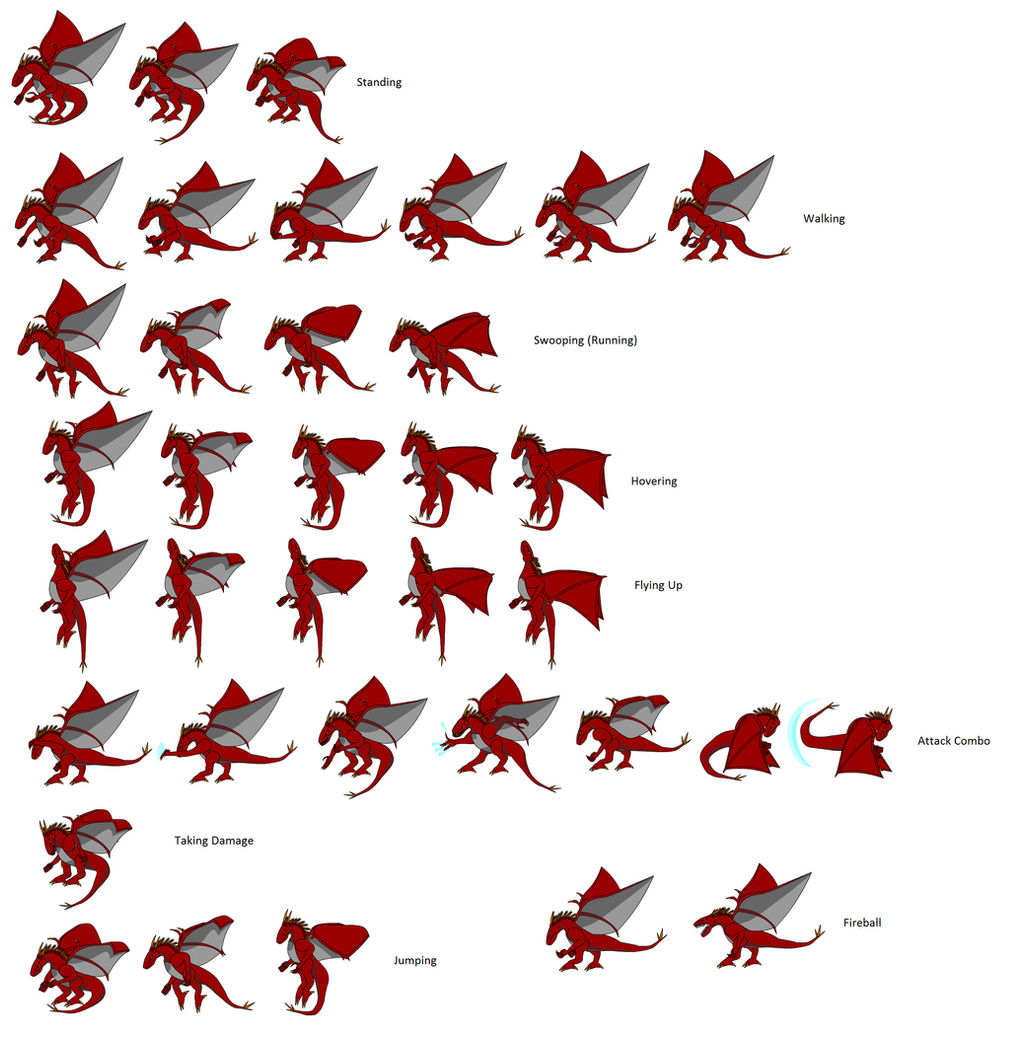 Standing
Walking
Swooping (Running)
Hovering
Flying Up
Attack Combo
Taking Damage
Fireball
Jumping